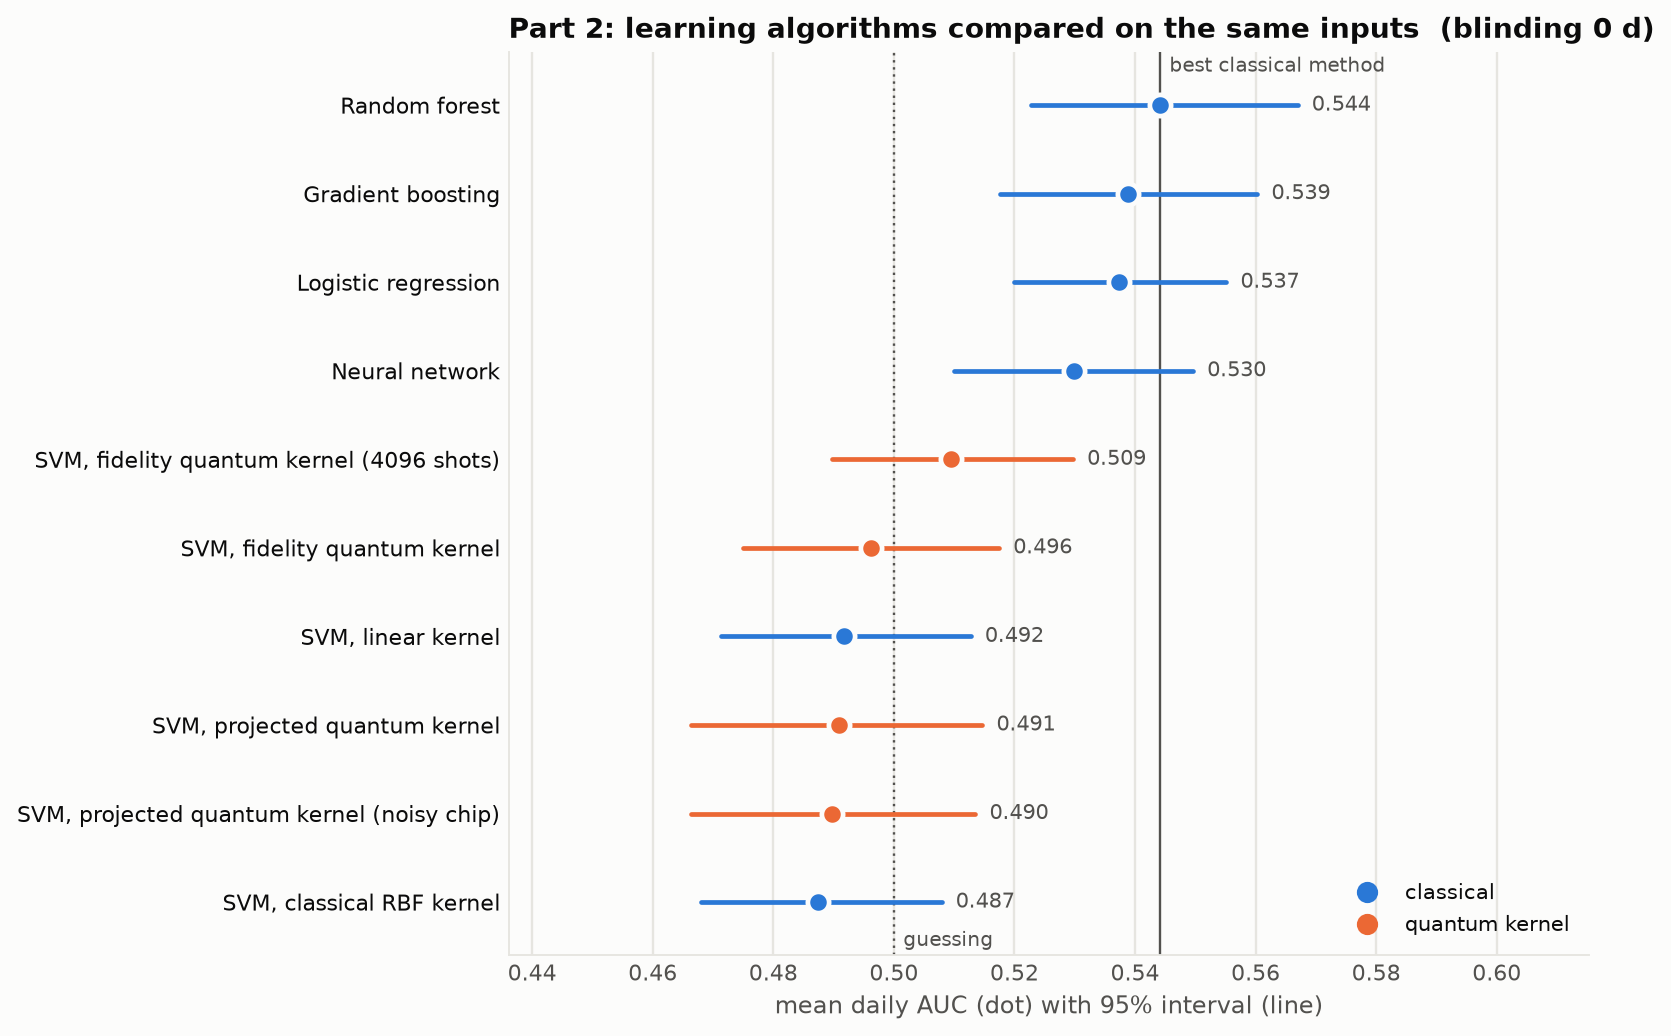 Part 2: learning algorithms compared on the same inputs  (blinding 0 d)
best classical method
Random forest
0.544
Gradient boosting
0.539
Logistic regression
0.537
Neural network
0.530
SVM, fidelity quantum kernel (4096 shots)
0.509
SVM, fidelity quantum kernel
0.496
SVM, linear kernel
0.492
SVM, projected quantum kernel
0.491
SVM, projected quantum kernel (noisy chip)
0.490
SVM, classical RBF kernel
0.487
classical
quantum kernel
guessing
0.44 0.46 0.48 0.50 0.52 0.54 0.56 0.58 0.60
mean daily AUC (dot) with 95% interval (line)